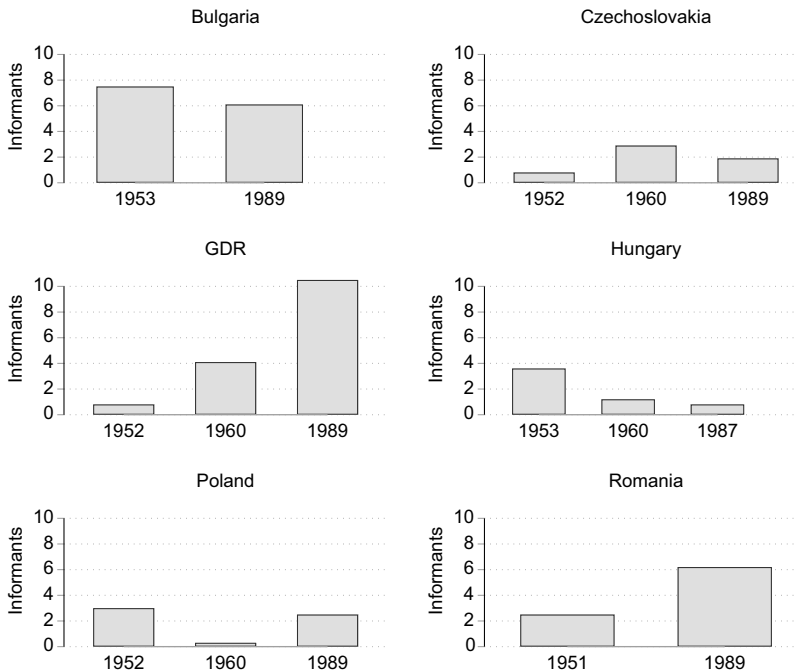 Bulgaria
Informants
10
8
6
4
2
0
1953 1989
Czechoslovakia
Informants
10
8
6
4
2
0
1952 1960 1989
GDR
Informants
10
8
6
4
2
0
1952 1960 1989
Hungary
Informants
10
8
6
4
2
0
1953 1960 1987
Poland
Informants
10
8
6
4
2
0
1952 1960 1989
Romania
Informants
10
8
6
4
2
0
1951 1989